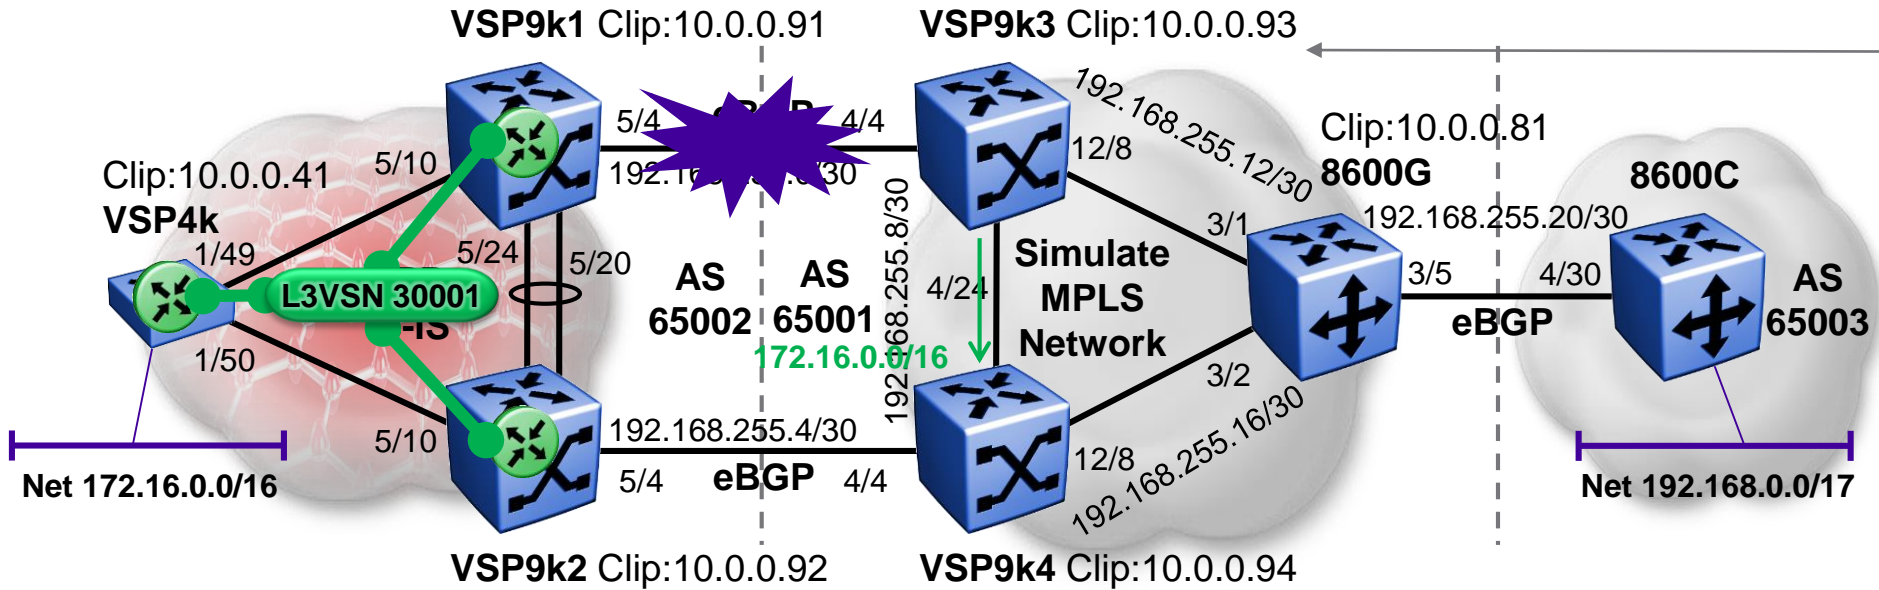 VSP9k1 Clip:10.0.0.91
VSP9k3 Clip:10.0.0.93
5/4
4/4
192.168.255.12/30
Clip:10.0.0.81
8600G
8600C
Clip:10.0.0.41
VSP4k
5/10
12/8
192.168.255.20/30
1/49
5/24
5/20
3/1
3/5
4/30
L3VSN 30001
-IS
AS
65002
AS
65001
192.168.255.8/30
4/24
Simulate
MPLS
Network
eBGP
AS
65003
172.16.0.0/16
1/50
3/2
5/10
192.168.255.4/30
12/8
192.168.255.16/30
5/4
eBGP
4/4
Net 172.16.0.0/16
Net 192.168.0.0/17
VSP9k2 Clip:10.0.0.92
VSP9k4 Clip:10.0.0.94